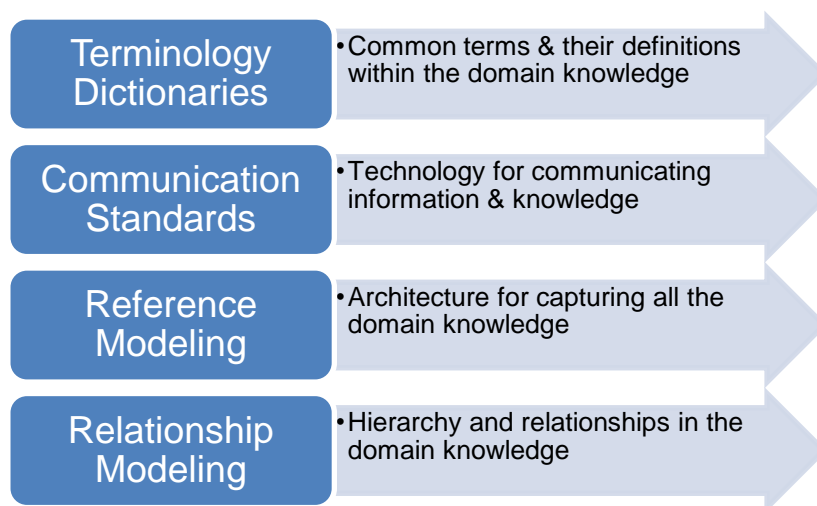 Terminology
Dictionaries
•Common terms & their definitions
within the domain knowledge
Communication
Standards
•Technology for communicating
information & knowledge
Reference
Modeling
•Architecture for capturing all the
domain knowledge
Relationship
Modeling
•Hierarchy and relationships in the
domain knowledge